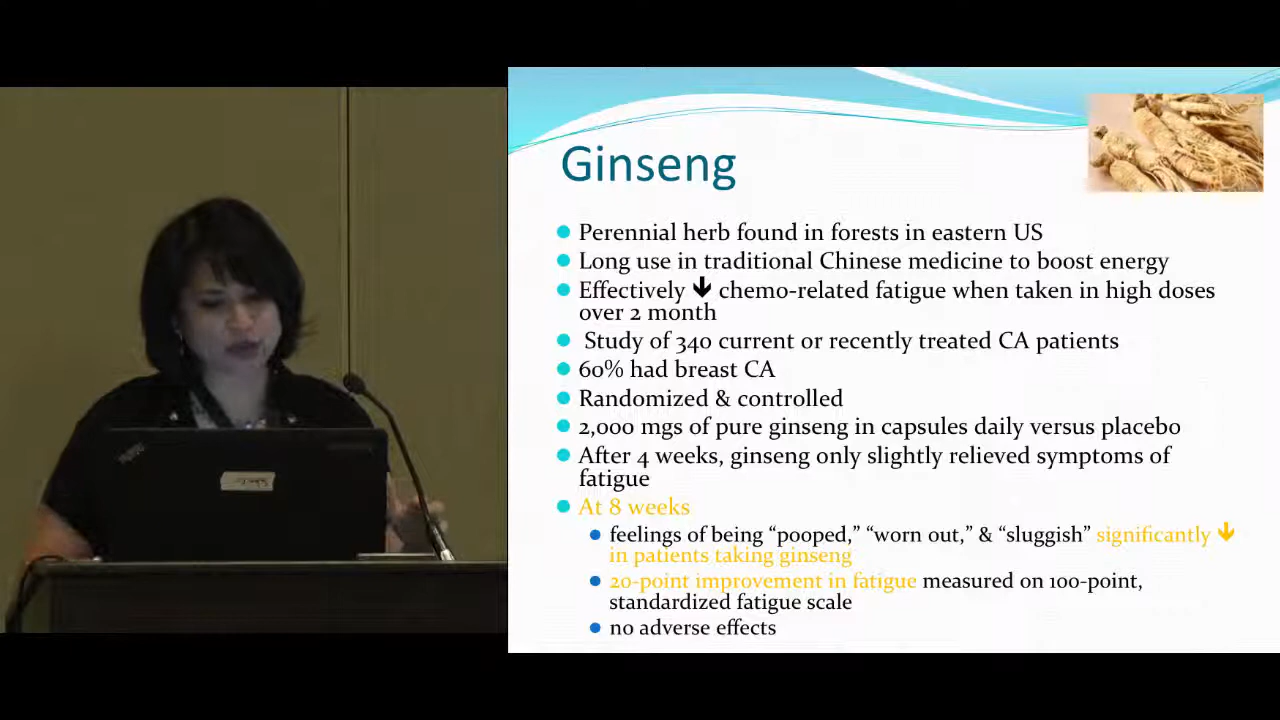 Ginseng
Perennial herb found in forests in eastern US
Long use in traditional Chinese medicine to boost energy
Effectively 🡻 chemo-related fatigue when taken in high doses
over 2 month
Study of 340 current or recently treated CA patients
60% had breast CA
Randomized & controlled
2,000 mgs of pure ginseng in capsules daily versus placebo
After 4 weeks, ginseng only slightly relieved symptoms of
fatigue
At 8 weeks
feelings of being “pooped,” “worn out,” & “sluggish” significantly 🡻
in patients taking ginseng
20-point improvement in fatigue measured on 100-point,
standardized fatigue scale
no adverse effects